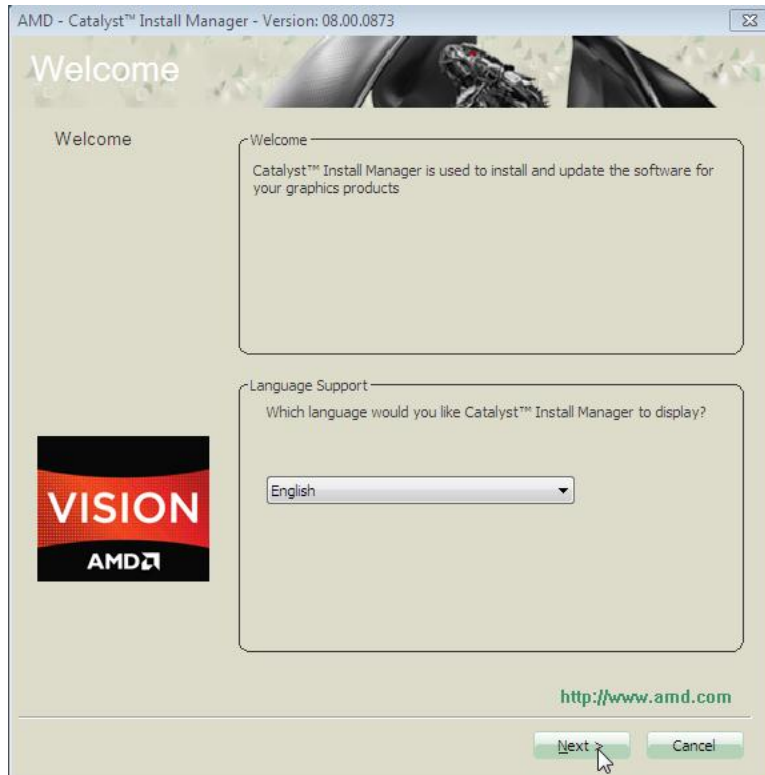 AMD - Catalyst™ Install Manager - Version: 08.00.0873
Welcome
Welcome
Welcome
Catalyst™ Install Manager is used to install and update the software for
your graphics products
Language Support
Which language would you like Catalyst™ Install Manager to display?
English
VISION
AMD
http://www.amd.com
Next >
Cancel